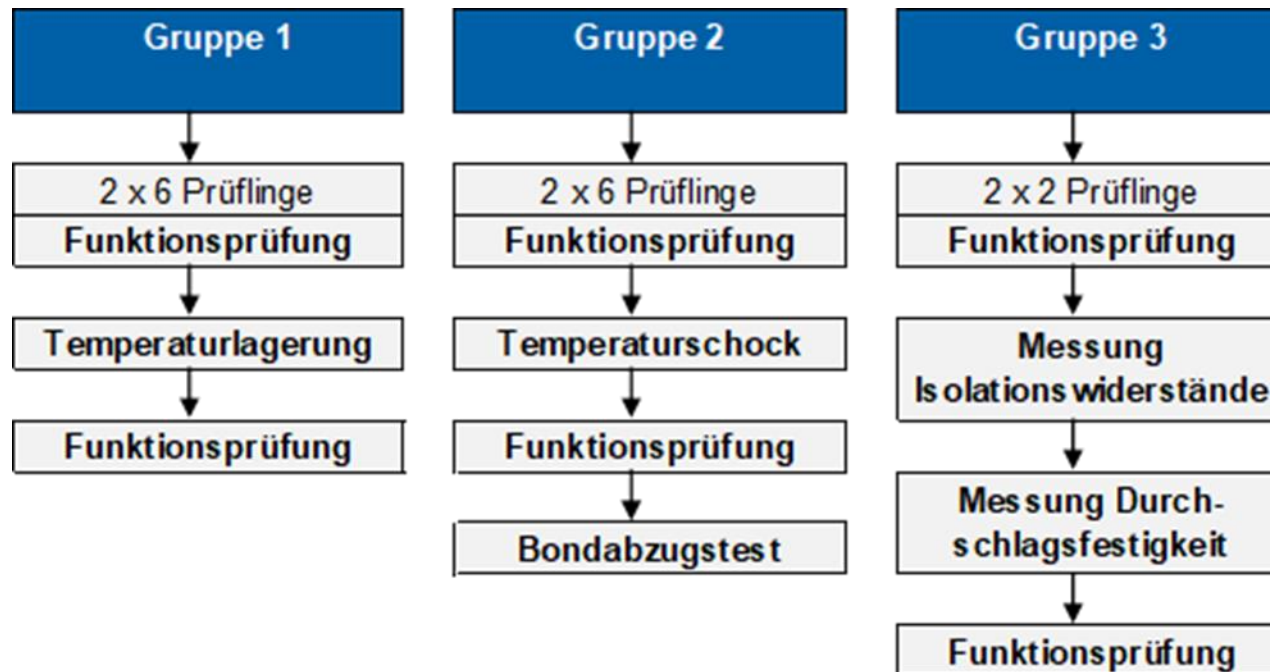 Gruppe 1
2 x 6 Prüflinge
Funktionsprüfung
Temperaturlagerung
Funktionsprüfung
Gruppe 2
2 x 6 Prüflinge
Funktionsprüfung
Temperaturschock
Funktionsprüfung
Bondabzugstest
Gruppe 3
2 x 2 Prüflinge
Funktionsprüfung
Messung
Isolationswiderstände
Messung Durch-
schlagsfestigkeit
Funktionsprüfung